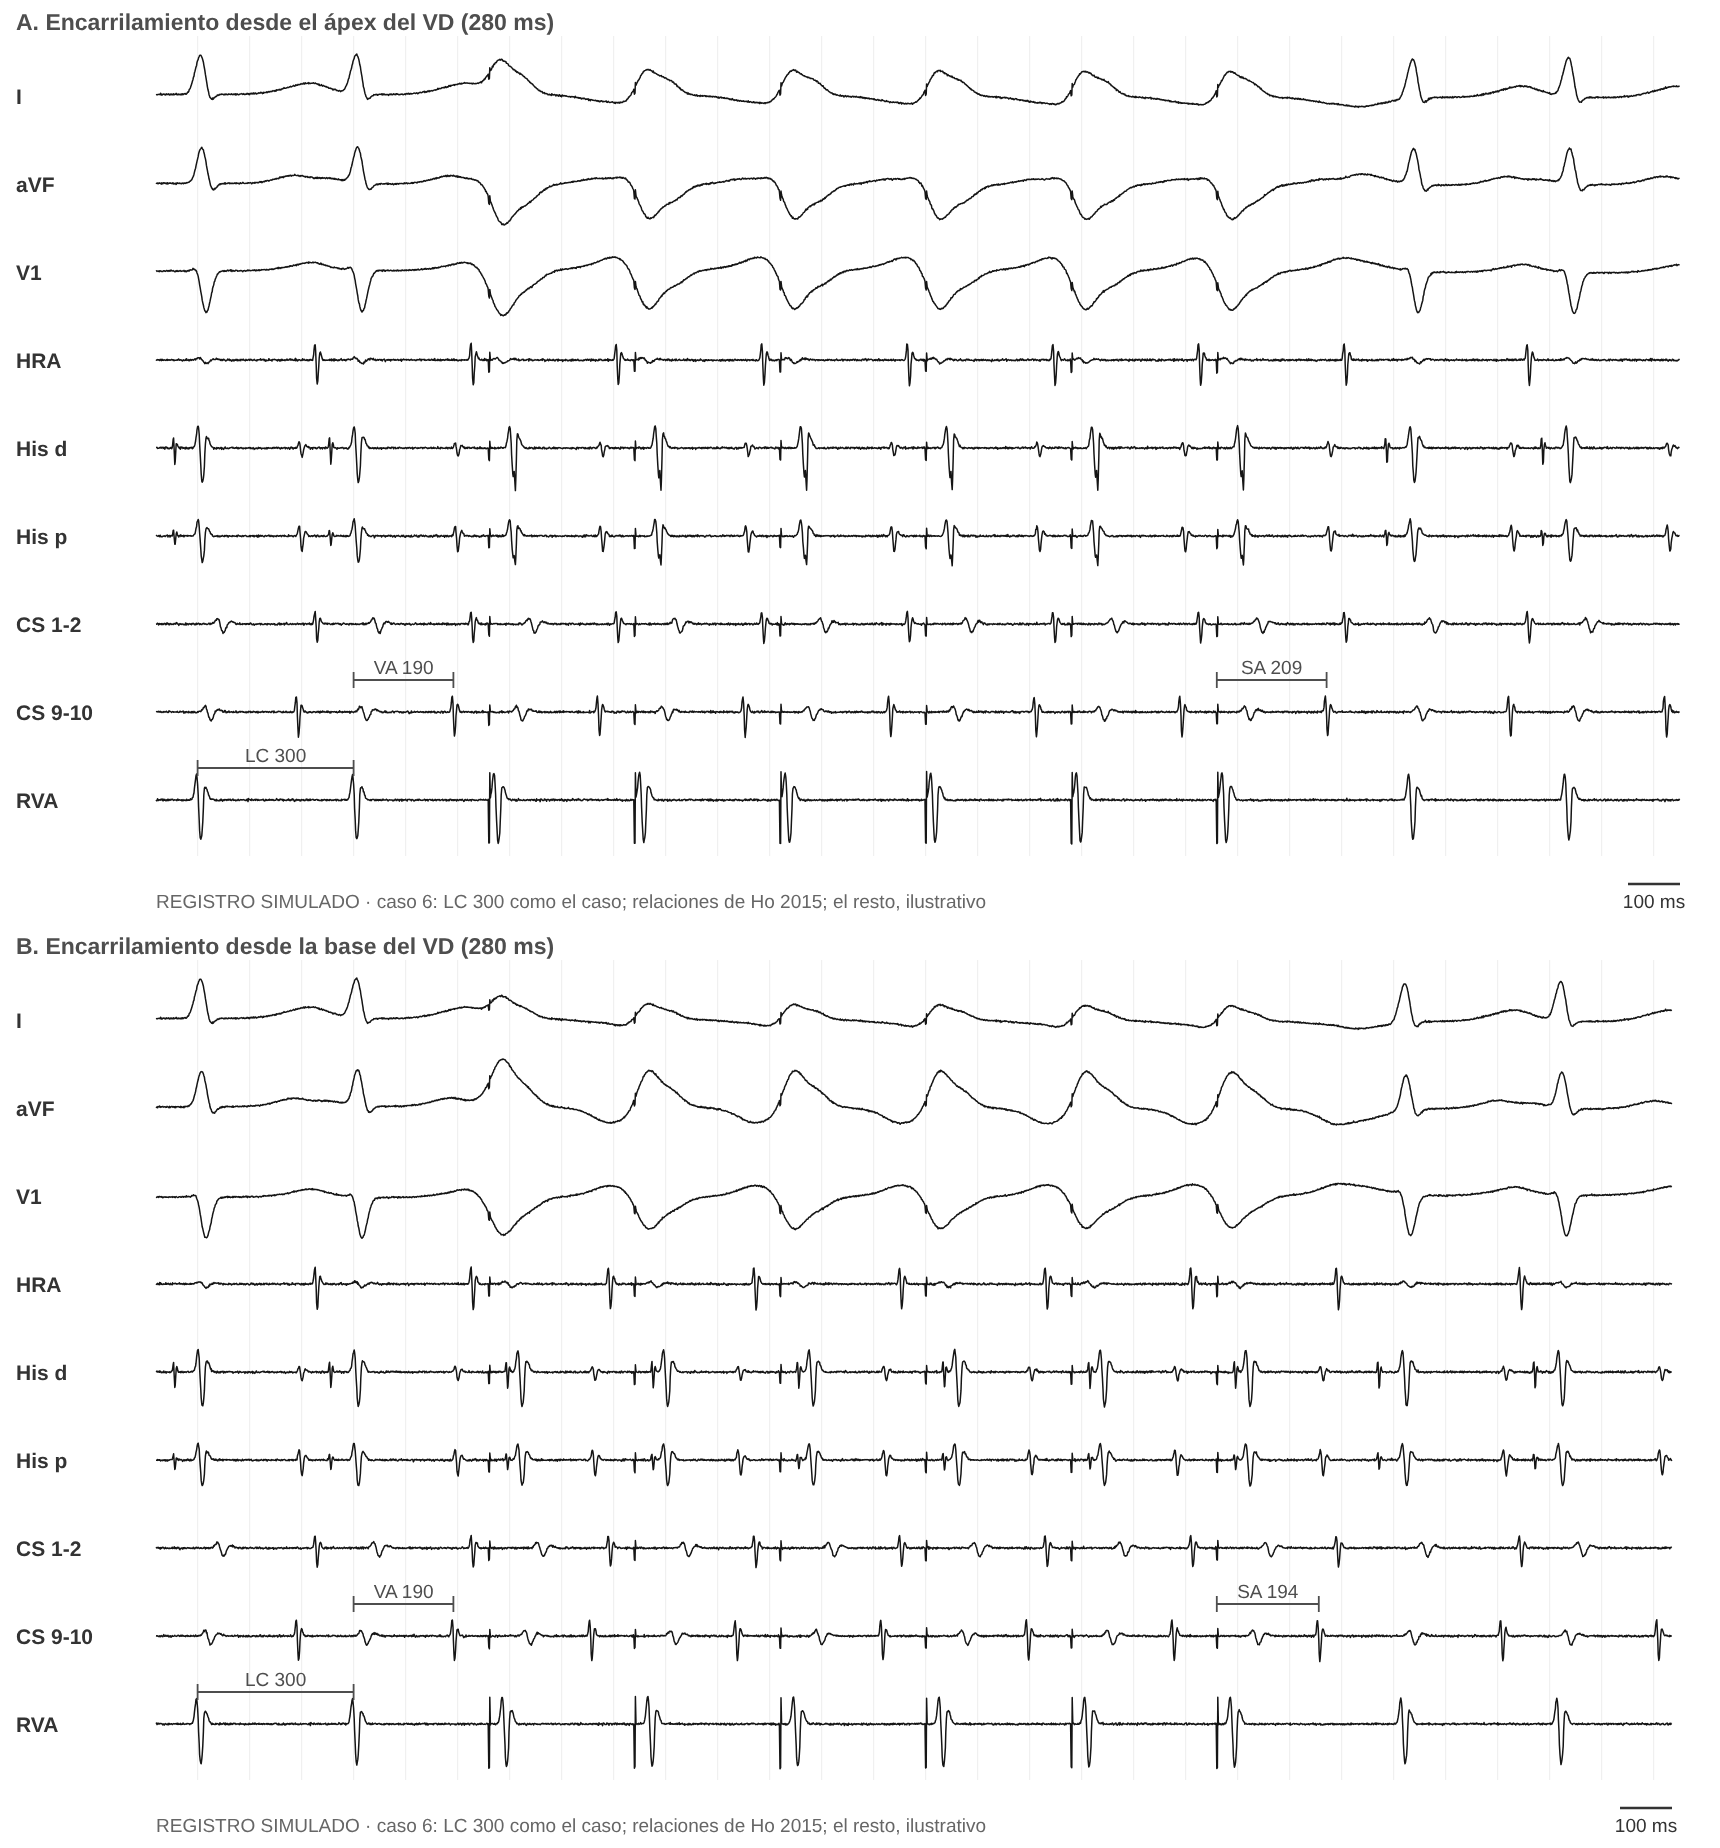 A. Encarrilamiento desde el ápex del VD (280 ms)
I
aVF
V1
HRA
His d
His p
CS 1-2
VA 190
SA 209
CS 9-10
LC 300
RVA
REGISTRO SIMULADO · caso 6: LC 300 como el caso; relaciones de Ho 2015; el resto, ilustrativo
100 ms
B. Encarrilamiento desde la base del VD (280 ms)
I
aVF
V1
HRA
His d
His p
CS 1-2
VA 190
SA 194
CS 9-10
LC 300
RVA
REGISTRO SIMULADO · caso 6: LC 300 como el caso; relaciones de Ho 2015; el resto, ilustrativo
100 ms